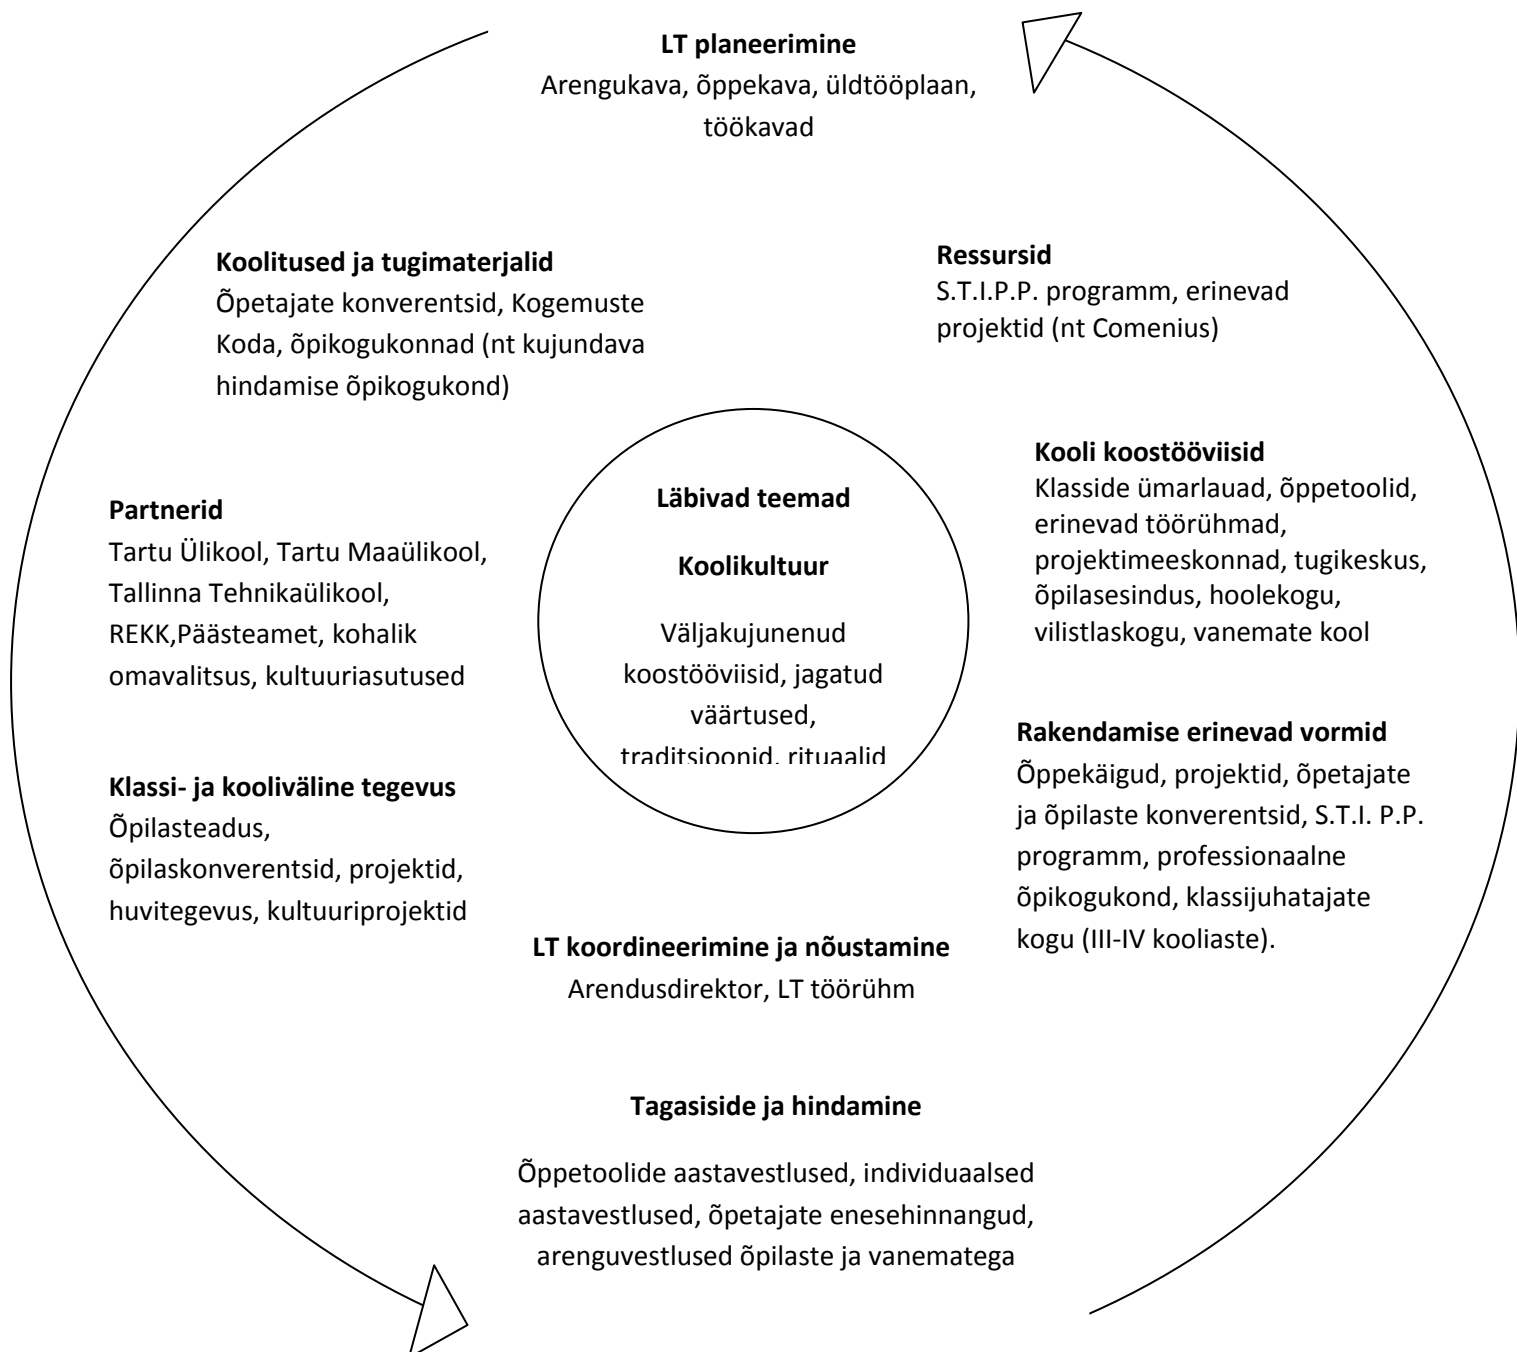 LT planeerimine
Arengukava, õppekava, üldtööplaan,
töökavad
Koolitused ja tugimaterjalid
Õpetajate konverentsid, Kogemuste
Koda, õpikogukonnad (nt kujundava
hindamise õpikogukond)
Ressursid
S.T.I.P.P. programm, erinevad
projektid (nt Comenius)
Partnerid
Tartu Ülikool, Tartu Maaülikool,
Tallinna Tehnikaülikool,
REKK,Päästeamet, kohalik
omavalitsus, kultuuriasutused
Läbivad teemad
Koolikultuur
Väljakujunenud
koostööviisid, jagatud
väärtused,
traditsioonid, rituaalid
Kooli koostööviisid
Klasside ümarlauad, õppetoolid,
erinevad töörühmad,
projektimeeskonnad, tugikeskus,
õpilasesindus, hoolekogu,
vilistlaskogu, vanemate kool
Klassi- ja kooliväline tegevus
Õpilasteadus,
õpilaskonverentsid, projektid,
huvitegevus, kultuuriprojektid
Rakendamise erinevad vormid
Õppekäigud, projektid, õpetajate
ja õpilaste konverentsid, S.T.I. P.P.
programm, professionaalne
õpikogukond, klassijuhatajate
kogu (III-IV kooliaste).
LT koordineerimine ja nõustamine
Arendusdirektor, LT töörühm
Tagasiside ja hindamine
Õppetoolide aastavestlused, individuaalsed
aastavestlused, õpetajate enesehinnangud,
arenguvestlused õpilaste ja vanematega